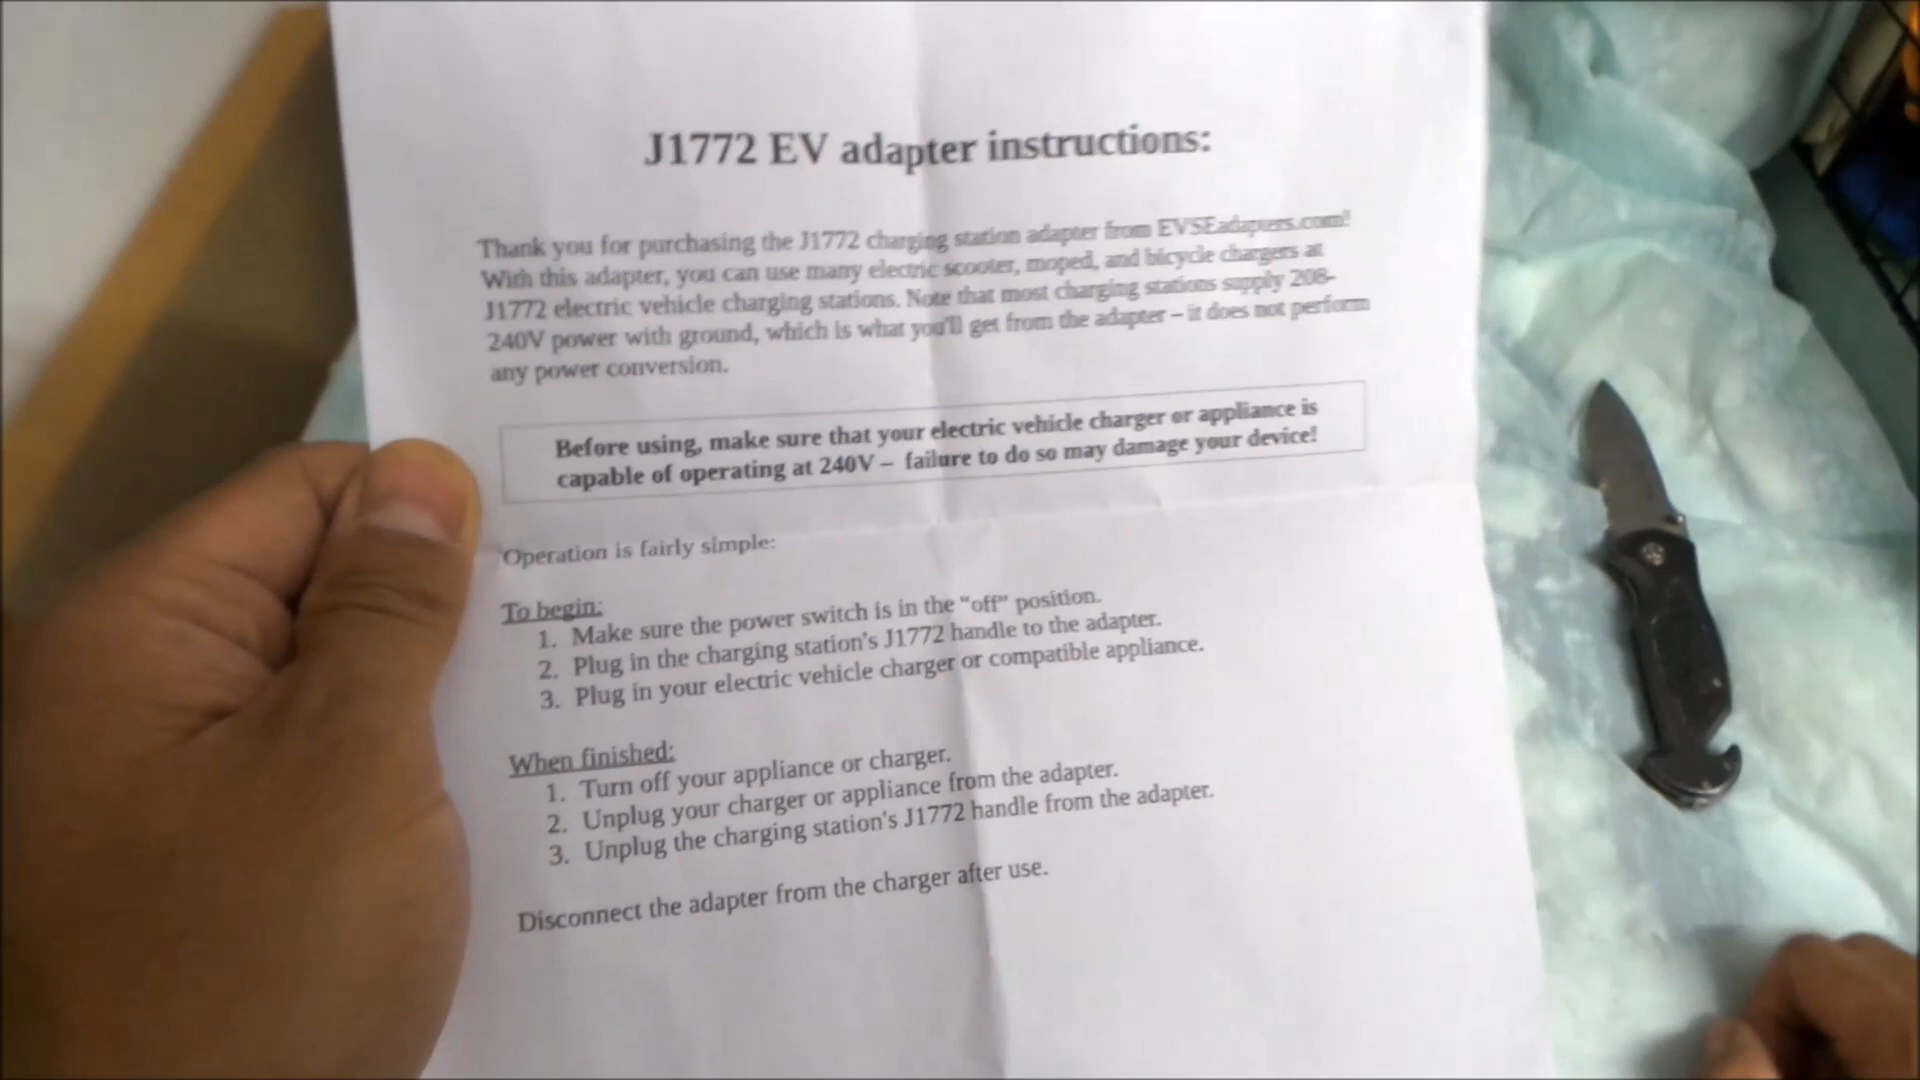 J1772 EV adapter instructions:
Thank you for purchasing the J1772 charging station adapter from EVSEadapters.com!
With this adapter, you can use many electric scooter, moped, and bicycle chargers at
J1772 electric vehicle charging stations. Note that most charging stations supply 208-
240V power with ground, which is what you'll get from the adapter – it does not perform
any power conversion.
Before using, make sure that your electric vehicle charger or appliance is
capable of operating at 240V – failure to do so may damage your device!
Operation is fairly simple:
To begin:
1. Make sure the power switch is in the “off” position.
2. Plug in the charging station's J1772 handle to the adapter.
3. Plug in your electric vehicle charger or compatible appliance.
When finished:
1. Turn off your appliance or charger.
2. Unplug your charger or appliance from the adapter.
3. Unplug the charging station's J1772 handle from the adapter.
Disconnect the adapter from the charger after use.